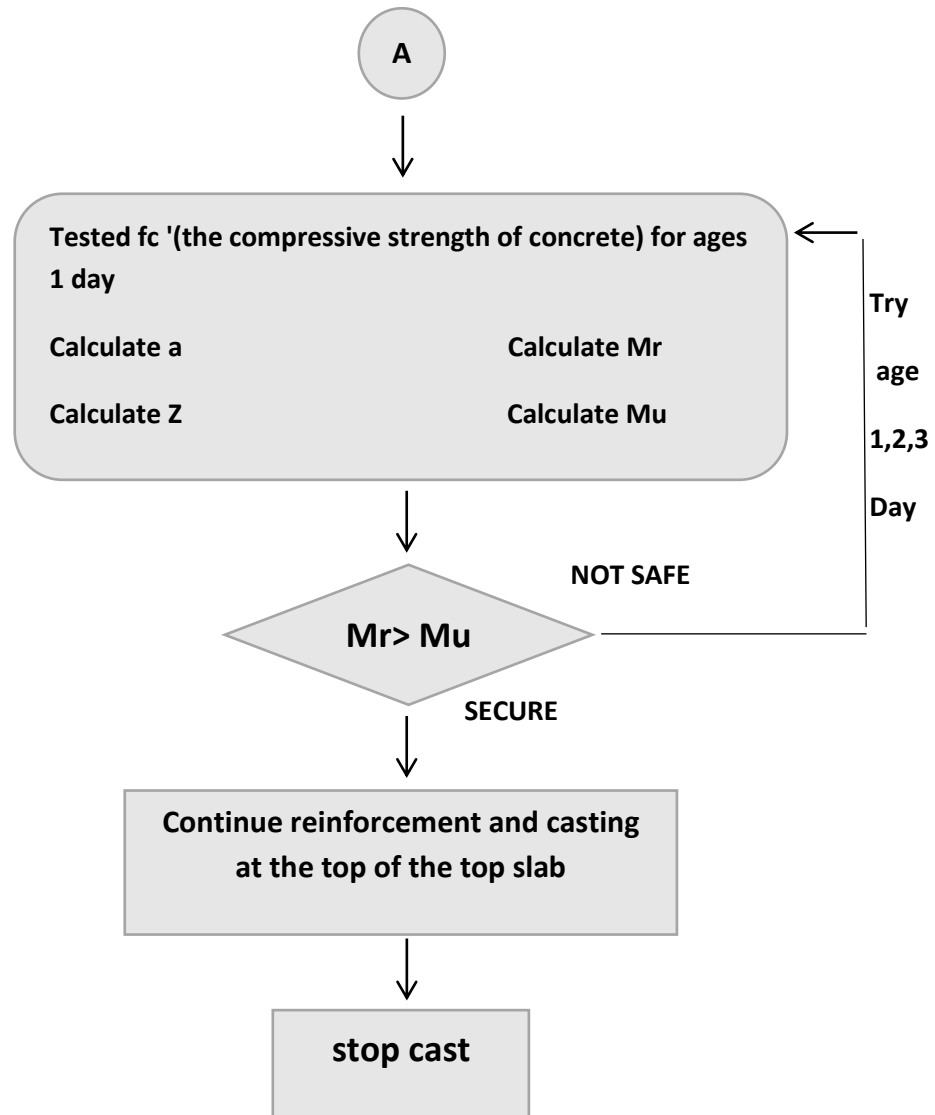 A
Tested fc '(the compressive strength of concrete) for ages
1 day
Calculate a
Calculate Mr
Calculate Z
Calculate Mu
Try
age
1,2,3
Day
NOT SAFE
Mr> Mu
SECURE
Continue reinforcement and casting
at the top of the top slab
stop cast